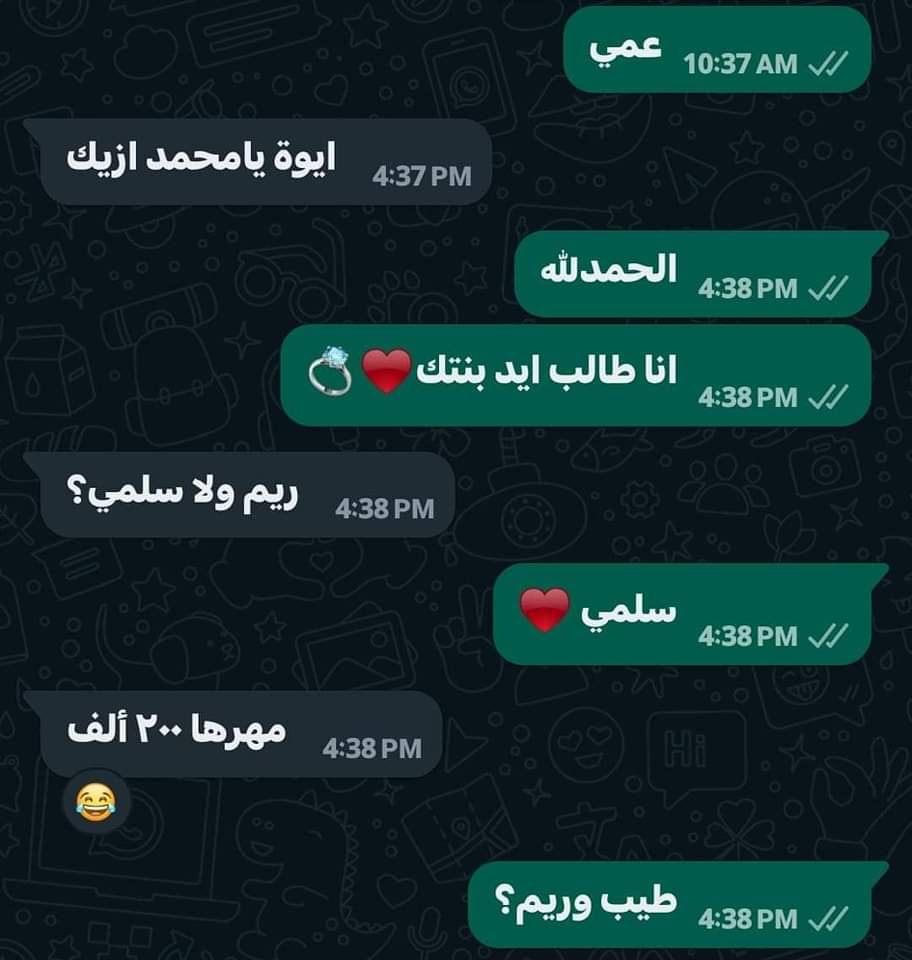 عمي
10:37 AM
ايوة يامحمد ازيك
4:37 PM
الحمدلله
4:38 PM
انا طالب ايد بنتك❤️💍
4:38 PM
ريم ولا سلمي؟
4:38 PM
سلمي ❤️
4:38 PM
مهرها ٢٠٠ ألف
4:38 PM
😂
طيب وريم؟
4:38 PM